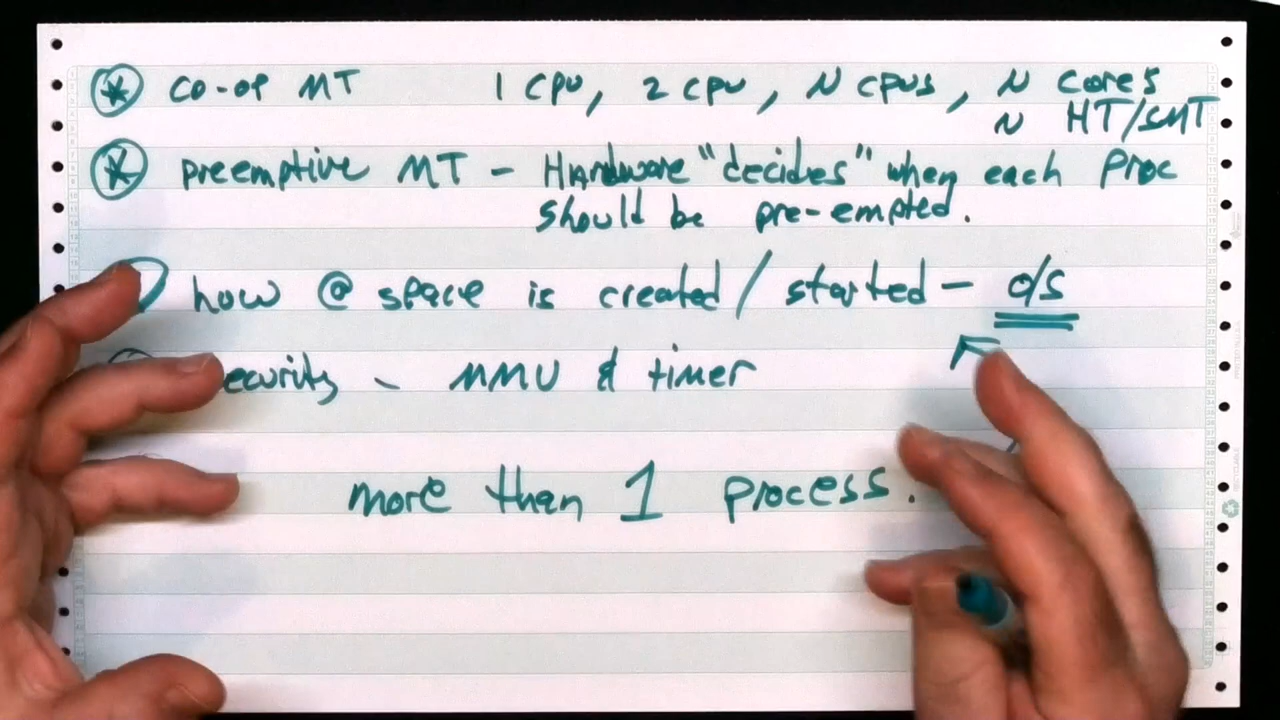 * co-op MT 1 cpu, 2 cpu, N cpus, N cores
N HT/SMT
* preemptive MT - Hardware "decides" when each proc
should be pre-empted.
how @ space is created / started - o/s
ecurity - MMU & timer
more than 1 process.